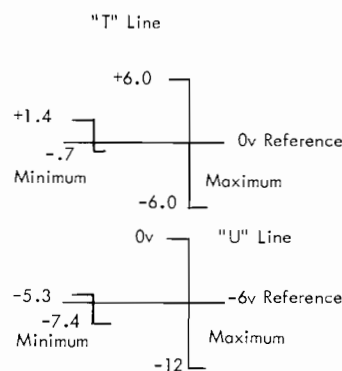 "T" Line
+6.0
+1.4
0v Reference
-.7
Minimum
Maximum
-6.0
0v
"U" Line
-5.3
-6v Reference
-7.4
Minimum
Maximum
-12